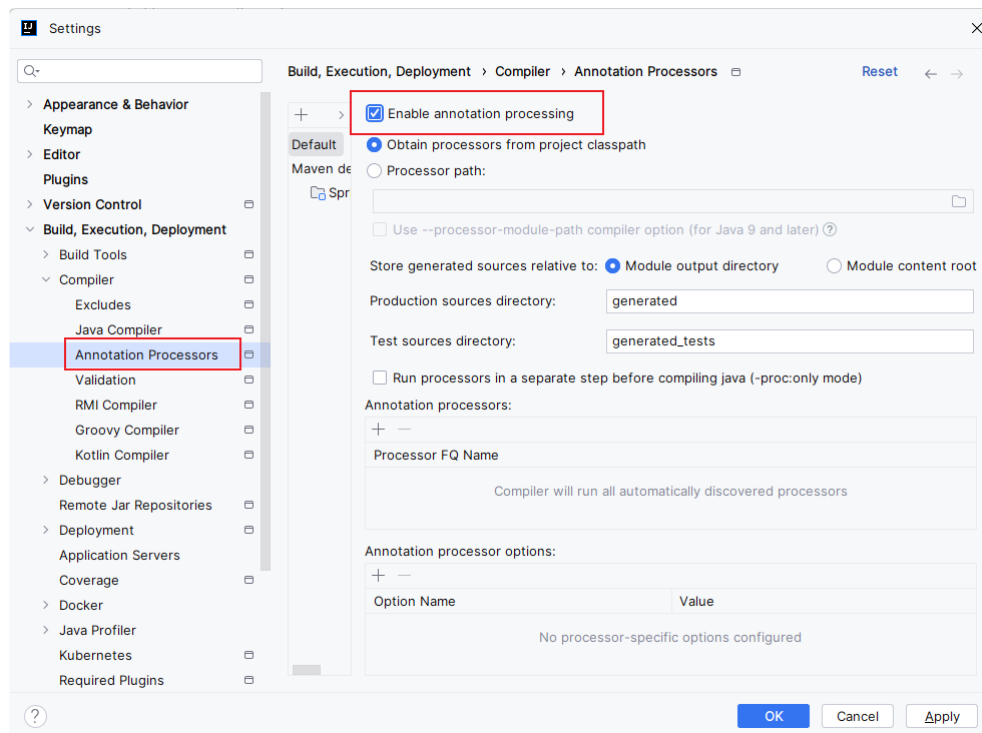 Settings
Build, Execution, Deployment › Compiler › Annotation Processors
Reset
Appearance & Behavior
Keymap
Editor
Plugins
Version Control
Build, Execution, Deployment
Build Tools
Compiler
Excludes
Java Compiler
Annotation Processors
Validation
RMI Compiler
Groovy Compiler
Kotlin Compiler
Debugger
Remote Jar Repositories
Deployment
Application Servers
Coverage
Docker
Java Profiler
Kubernetes
Required Plugins
Default
Maven de
Spr
Enable annotation processing
Obtain processors from project classpath
Processor path:
Use --processor-module-path compiler option (for Java 9 and later) ?
Store generated sources relative to: Module output directory Module content root
Production sources directory: generated
Test sources directory: generated_tests
Run processors in a separate step before compiling java (-proc:only mode)
Annotation processors:
Processor FQ Name
Compiler will run all automatically discovered processors
Annotation processor options:
Option Name Value
No processor-specific options configured
? OK Cancel Apply